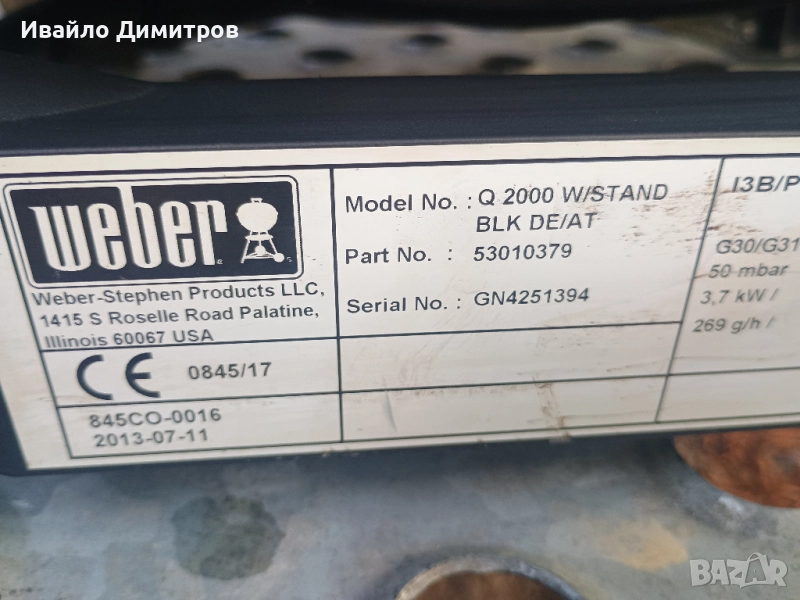 Ивайло Димитров
weber
Weber-Stephen Products LLC,
1415 S Roselle Road Palatine,
Illinois 60067 USA
CE 0845/17
845CO-0016
2013-07-11
Model No. : Q 2000 W/STAND
BLK DE/AT
Part No. : 53010379
Serial No. : GN4251394
I3B/P
G30/G31
50 mbar
3,7 kW /
269 g/h /
BAZAR